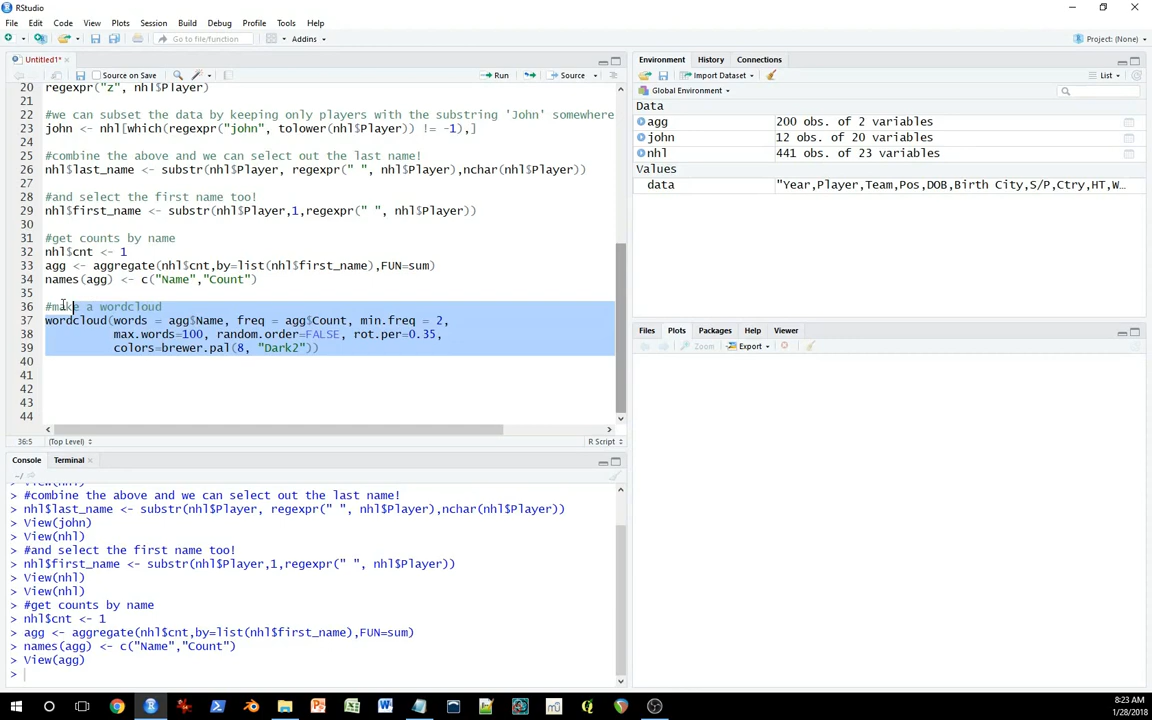 RStudio
File Edit Code View Plots Session Build Debug Profile Tools Help
Go to file/function Addins Project: (None)
Untitled1*
Source on Save Run Source
20 regexpr("z", nhl$Player)
21
22 #we can subset the data by keeping only players with the substring 'John' somewhere
23 john <- nhl[which(regexpr("john", tolower(nhl$Player)) != -1),]
24
25 #combine the above and we can select out the last name!
26 nhl$last_name <- substr(nhl$Player, regexpr(" ", nhl$Player),nchar(nhl$Player))
27
28 #and select the first name too!
29 nhl$first_name <- substr(nhl$Player,1,regexpr(" ", nhl$Player))
30
31 #get counts by name
32 nhl$cnt <- 1
33 agg <- aggregate(nhl$cnt,by=list(nhl$first_name),FUN=sum)
34 names(agg) <- c("Name","Count")
35
36 #make a wordcloud
37 wordcloud(words = agg$Name, freq = agg$Count, min.freq = 2,
38 max.words=100, random.order=FALSE, rot.per=0.35,
39 colors=brewer.pal(8, "Dark2"))
40
41
42
43
44
36:5 (Top Level) R Script
Console Terminal
~/
> View(nhl)
> #combine the above and we can select out the last name!
> nhl$last_name <- substr(nhl$Player, regexpr(" ", nhl$Player),nchar(nhl$Player))
> View(john)
> View(nhl)
> #and select the first name too!
> nhl$first_name <- substr(nhl$Player,1,regexpr(" ", nhl$Player))
> View(nhl)
> View(nhl)
> #get counts by name
> nhl$cnt <- 1
> agg <- aggregate(nhl$cnt,by=list(nhl$first_name),FUN=sum)
> names(agg) <- c("Name","Count")
> View(agg)
>
Environment History Connections
Import Dataset List
Global Environment
Data
agg 200 obs. of 2 variables
john 12 obs. of 20 variables
nhl 441 obs. of 23 variables
Values
data "Year,Player,Team,Pos,DOB,Birth City,S/P,Ctry,HT,W…
Files Plots Packages Help Viewer
Zoom Export
8:23 AM
1/28/2018